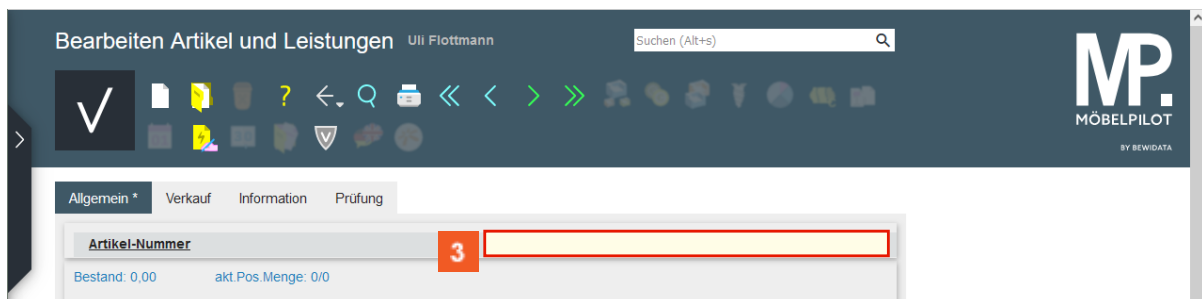 Bearbeiten Artikel und Leistungen Uli Flottmann
Suchen (Alt+s)
MP.
MÖBELPILOT
BY BEWIDATA
Allgemein * Verkauf Information Prüfung
Artikel-Nummer
3
Bestand: 0,00 akt.Pos.Menge: 0/0